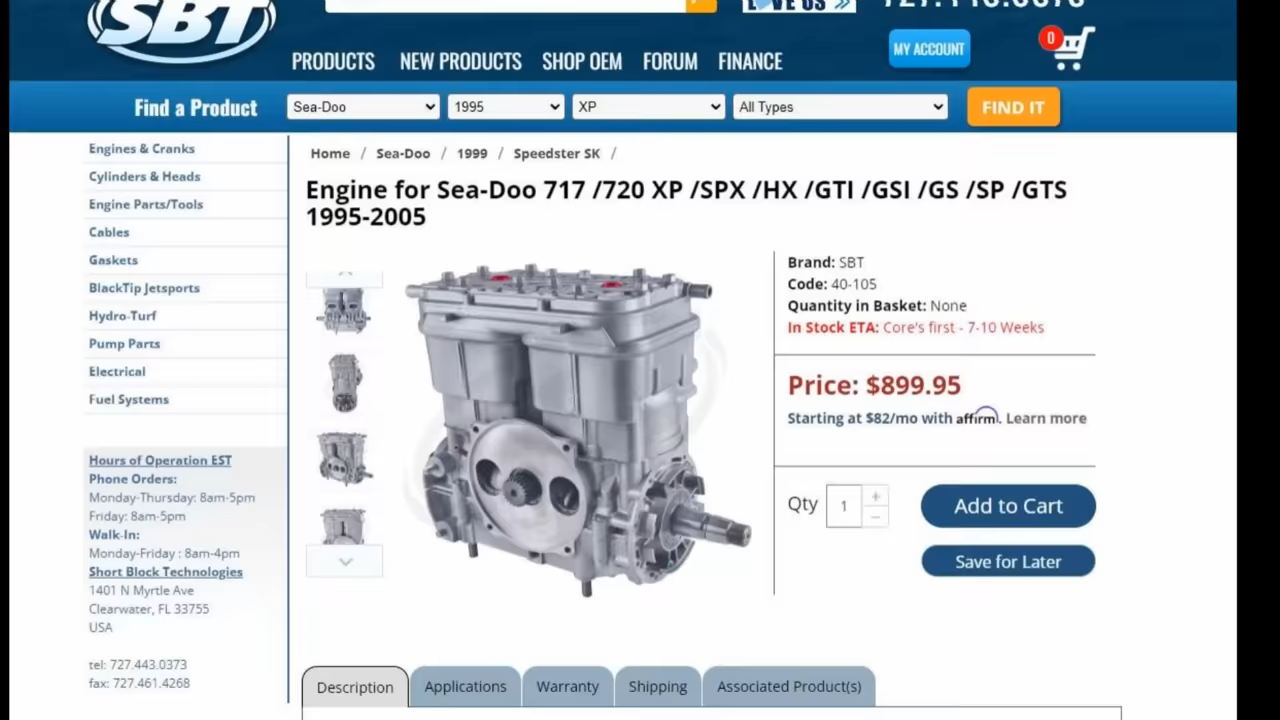 SBT
LOVE US
PRODUCTS NEW PRODUCTS SHOP OEM FORUM FINANCE
MY ACCOUNT
0
Find a Product
Sea-Doo
1995
XP
All Types
FIND IT
Engines & Cranks
Cylinders & Heads
Engine Parts/Tools
Cables
Gaskets
BlackTip Jetsports
Hydro-Turf
Pump Parts
Electrical
Fuel Systems
Hours of Operation EST
Phone Orders:
Monday-Thursday: 8am-5pm
Friday: 8am-5pm
Walk-In:
Monday-Friday : 8am-4pm
Short Block Technologies
1401 N Myrtle Ave
Clearwater, FL 33755
USA
tel: 727.443.0373
fax: 727.461.4268
Home / Sea-Doo / 1999 / Speedster SK /
Engine for Sea-Doo 717 /720 XP /SPX /HX /GTI /GSI /GS /SP /GTS
1995-2005
Brand: SBT
Code: 40-105
Quantity in Basket: None
In Stock ETA: Core's first - 7-10 Weeks
Price: $899.95
Starting at $82/mo with affirm. Learn more
Qty 1 + −
Add to Cart
Save for Later
Description
Applications
Warranty
Shipping
Associated Product(s)